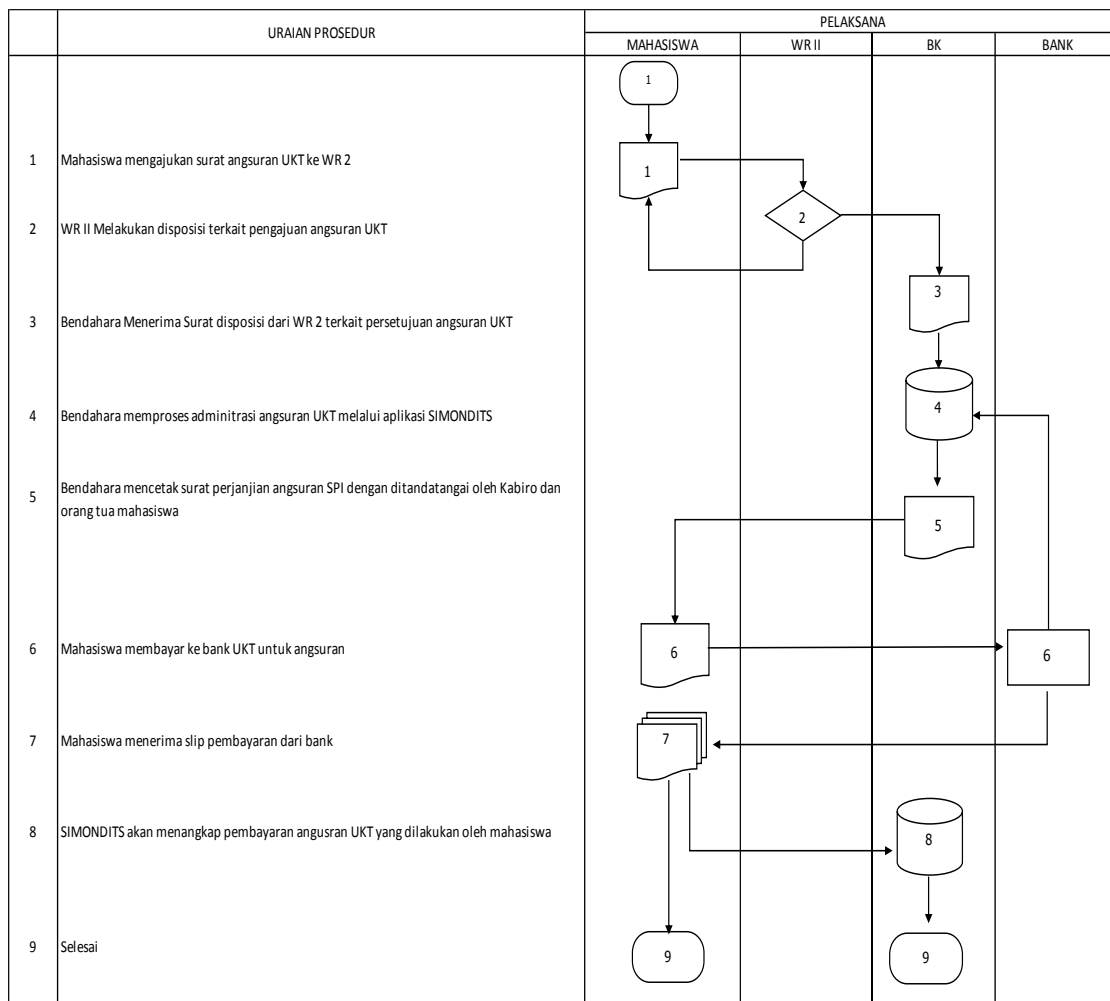 URAIAN PROSEDUR
PELAKSANA
MAHASISWA
WR II
BK
BANK
1
1
Mahasiswa mengajukan surat angsuran UKT ke WR 2
1
2
WR II Melakukan disposisi terkait pengajuan angsuran UKT
2
3
Bendahara Menerima Surat disposisi dari WR 2 terkait persetujuan angsuran UKT
3
4
Bendahara memproses adminitrasi angsuran UKT melalui aplikasi SIMONDITS
4
5
Bendahara mencetak surat perjanjian angsuran SPI dengan ditandatangai oleh Kabiro dan
orang tua mahasiswa
5
6
Mahasiswa membayar ke bank UKT untuk angsuran
6
6
7
Mahasiswa menerima slip pembayaran dari bank
7
8
SIMONDITS akan menangkap pembayaran angusran UKT yang dilakukan oleh mahasiswa
8
9
Selesai
9
9